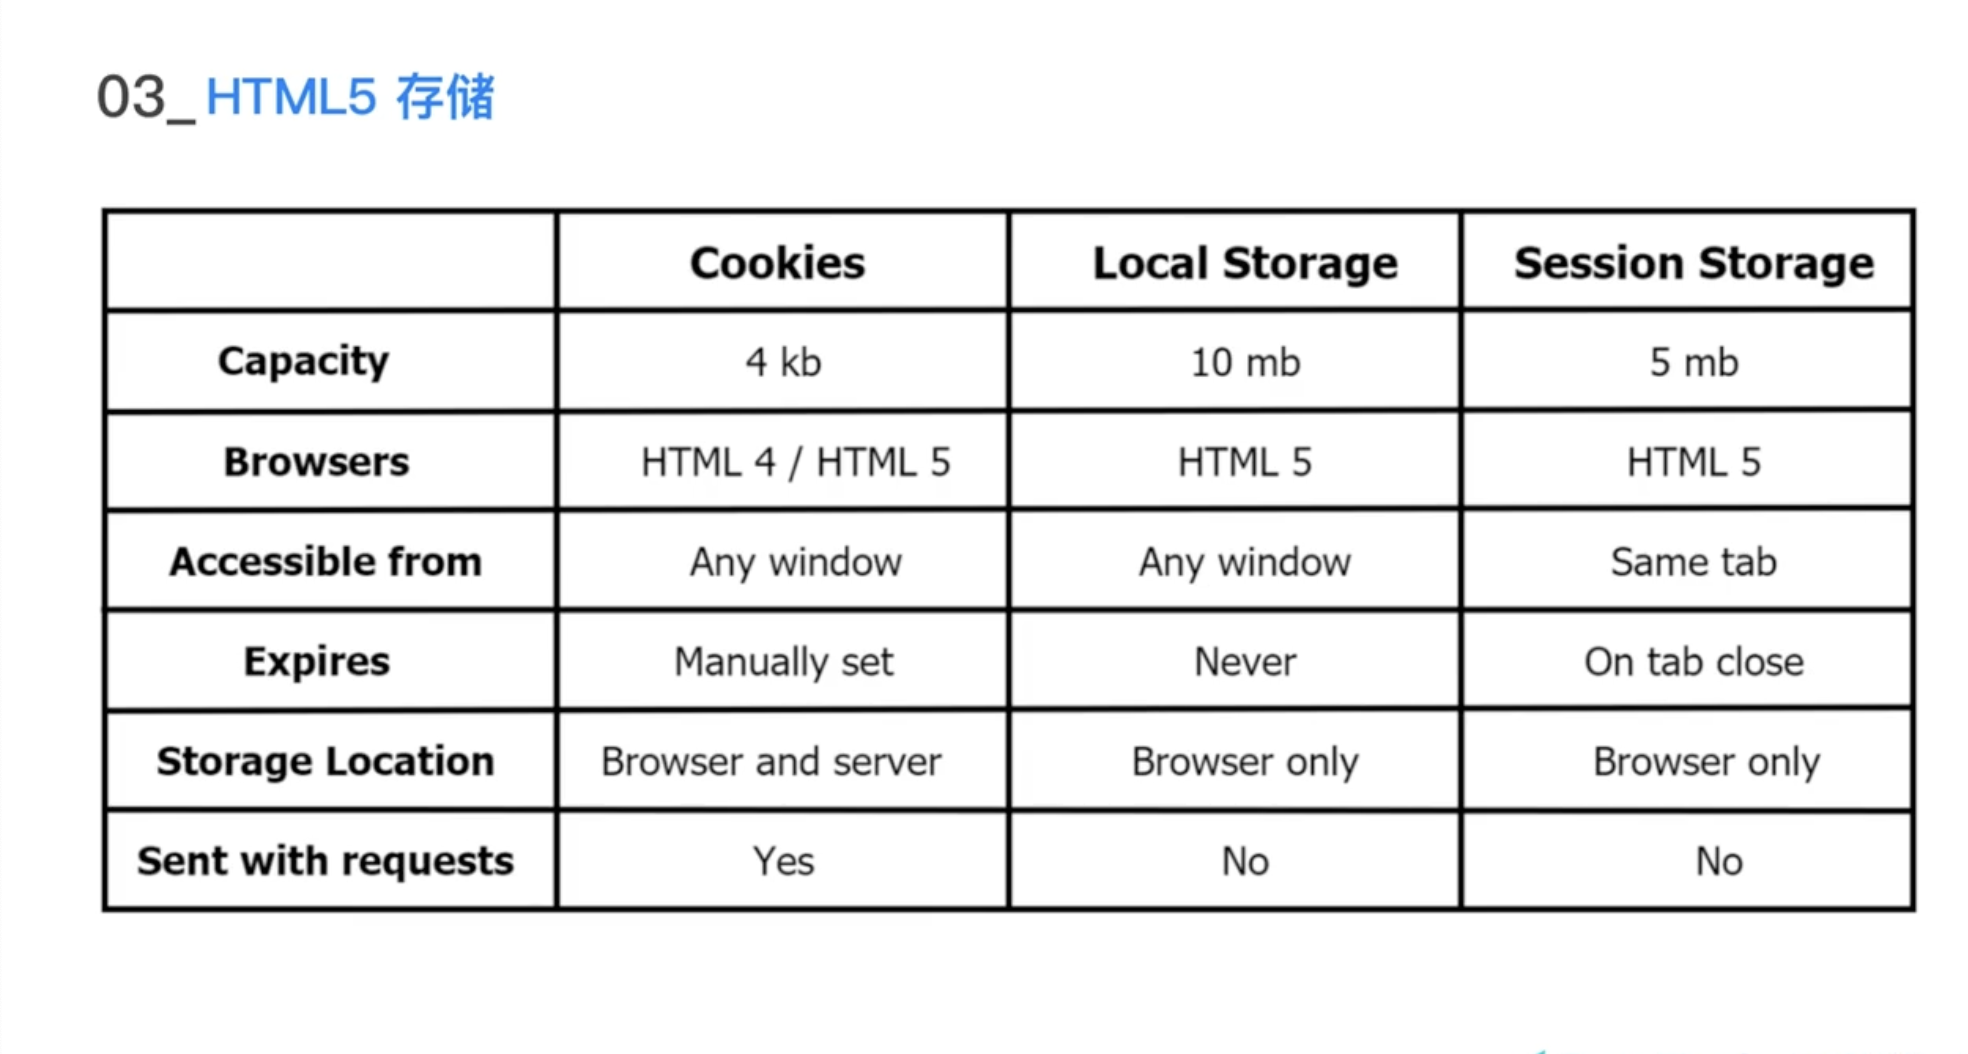 03_ HTML5 存储
Cookies Local Storage Session Storage
Capacity 4 kb 10 mb 5 mb
Browsers HTML 4 / HTML 5 HTML 5 HTML 5
Accessible from Any window Any window Same tab
Expires Manually set Never On tab close
Storage Location Browser and server Browser only Browser only
Sent with requests Yes No No